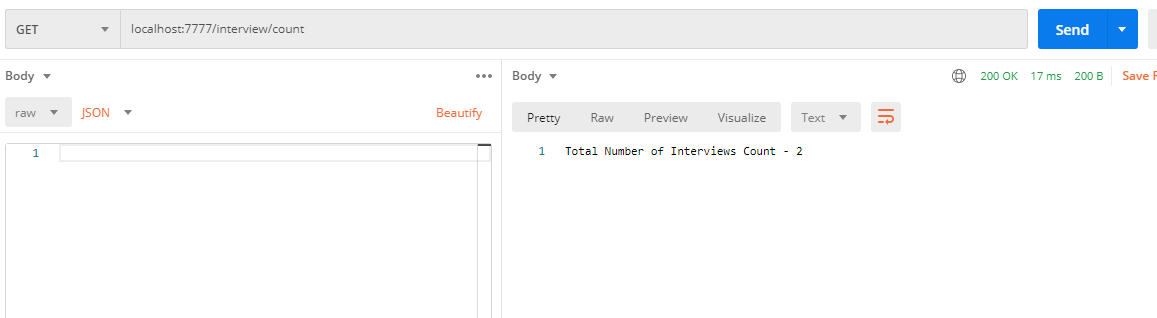 GET localhost:7777/interview/count Send
Body Body 200 OK 17 ms 200 B Save
raw JSON Beautify Pretty Raw Preview Visualize Text
1 1 Total Number of Interviews Count - 2